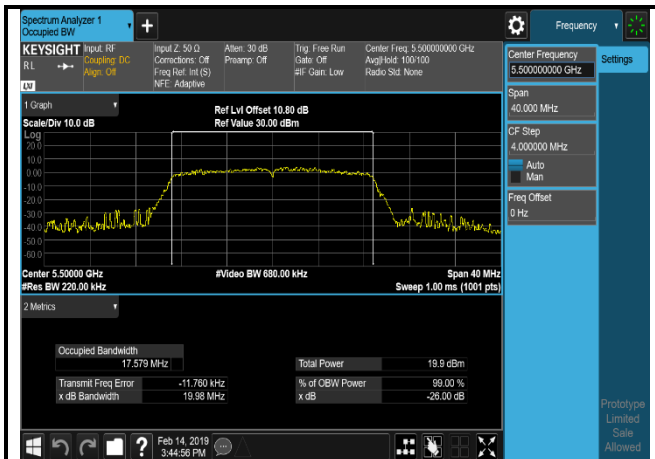 Spectrum Analyzer 1
Occupied BW
Frequency
KEYSIGHT
RL
LXI
Input: RF
Coupling: DC
Align: Off
Input Z: 50 Ω
Corrections: Off
Freq Ref: Int (S)
NFE: Adaptive
Atten: 30 dB
Preamp: Off
Trig: Free Run
Gate: Off
#IF Gain: Low
Center Freq: 5.500000000 GHz
Avg|Hold: 100/100
Radio Std: None
Center Frequency
5.500000000 GHz
Settings
Span
40.000 MHz
CF Step
4.000000 MHz
Auto
Man
Freq Offset
0 Hz
1 Graph
Scale/Div 10.0 dB
Ref Lvl Offset 10.80 dB
Ref Value 30.00 dBm
Log
20.0
10.0
0.00
-10.0
-20.0
-30.0
-40.0
-50.0
-60.0
Center 5.50000 GHz
#Video BW 680.00 kHz
Span 40 MHz
#Res BW 220.00 kHz
Sweep 1.00 ms (1001 pts)
2 Metrics
Occupied Bandwidth
17.579 MHz
Total Power 19.9 dBm
Transmit Freq Error -11.760 kHz
% of OBW Power 99.00 %
x dB Bandwidth 19.98 MHz
x dB -26.00 dB
Prototype
Limited
Sale
Allowed
?
Feb 14, 2019
3:44:56 PM